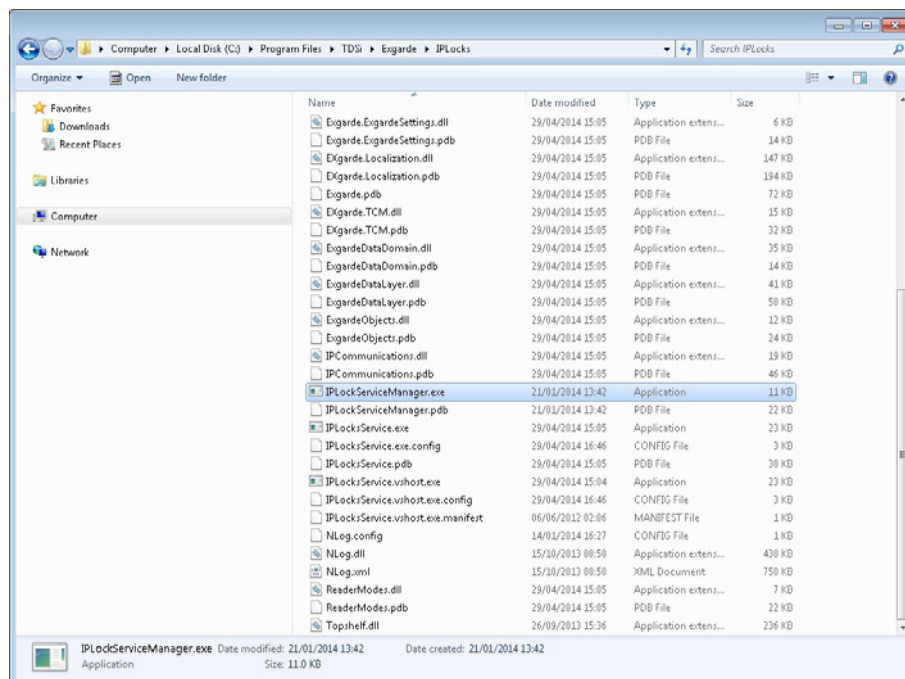 Computer ▸ Local Disk (C:) ▸ Program Files ▸ TDSi ▸ Exgarde ▸ IPLocks
Search IPLocks
Organize Open New folder
Favorites
Downloads
Recent Places
Libraries
Computer
Network
Name Date modified Type Size
Exgarde.ExgardeSettings.dll 29/04/2014 15:05 Application extens... 6 KB
Exgarde.ExgardeSettings.pdb 29/04/2014 15:05 PDB File 14 KB
EXgarde.Localization.dll 29/04/2014 15:05 Application extens... 147 KB
EXgarde.Localization.pdb 29/04/2014 15:05 PDB File 194 KB
Exgarde.pdb 29/04/2014 15:05 PDB File 72 KB
EXgarde.TCM.dll 29/04/2014 15:05 Application extens... 15 KB
EXgarde.TCM.pdb 29/04/2014 15:05 PDB File 32 KB
ExgardeDataDomain.dll 29/04/2014 15:05 Application extens... 35 KB
ExgardeDataDomain.pdb 29/04/2014 15:05 PDB File 14 KB
ExgardeDataLayer.dll 29/04/2014 15:05 Application extens... 41 KB
ExgardeDataLayer.pdb 29/04/2014 15:05 PDB File 58 KB
ExgardeObjects.dll 29/04/2014 15:05 Application extens... 12 KB
ExgardeObjects.pdb 29/04/2014 15:05 PDB File 24 KB
IPCommunications.dll 29/04/2014 15:05 Application extens... 19 KB
IPCommunications.pdb 29/04/2014 15:05 PDB File 46 KB
IPLockServiceManager.exe 21/01/2014 13:42 Application 11 KB
IPLockServiceManager.pdb 21/01/2014 13:42 PDB File 22 KB
IPLocksService.exe 29/04/2014 15:05 Application 23 KB
IPLocksService.exe.config 29/04/2014 16:46 CONFIG File 3 KB
IPLocksService.pdb 29/04/2014 15:05 PDB File 38 KB
IPLocksService.vshost.exe 29/04/2014 15:04 Application 23 KB
IPLocksService.vshost.exe.config 29/04/2014 16:46 CONFIG File 3 KB
IPLocksService.vshost.exe.manifest 06/06/2012 02:06 MANIFEST File 1 KB
NLog.config 14/01/2014 16:27 CONFIG File 1 KB
NLog.dll 15/10/2013 08:50 Application extens... 430 KB
NLog.xml 15/10/2013 08:50 XML Document 750 KB
ReaderModes.dll 29/04/2014 15:05 Application extens... 7 KB
ReaderModes.pdb 29/04/2014 15:05 PDB File 22 KB
Topshelf.dll 26/09/2013 15:36 Application extens... 236 KB
IPLockServiceManager.exe Date modified: 21/01/2014 13:42 Date created: 21/01/2014 13:42
Application Size: 11.0 KB